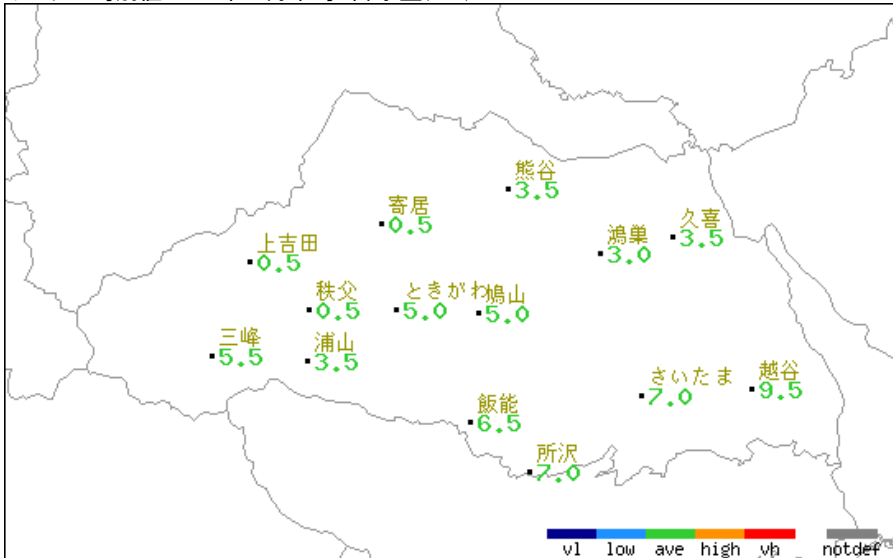 熊谷
3.5
寄居
0.5
久喜
3.5
鴻巣
3.0
上吉田
0.5
秩父
0.5
ときがわ
5.0
鳩山
5.0
三峰
5.5
浦山
3.5
さいたま
7.0
越谷
9.5
飯能
6.5
所沢
7.0
vl low ave high vh notdef